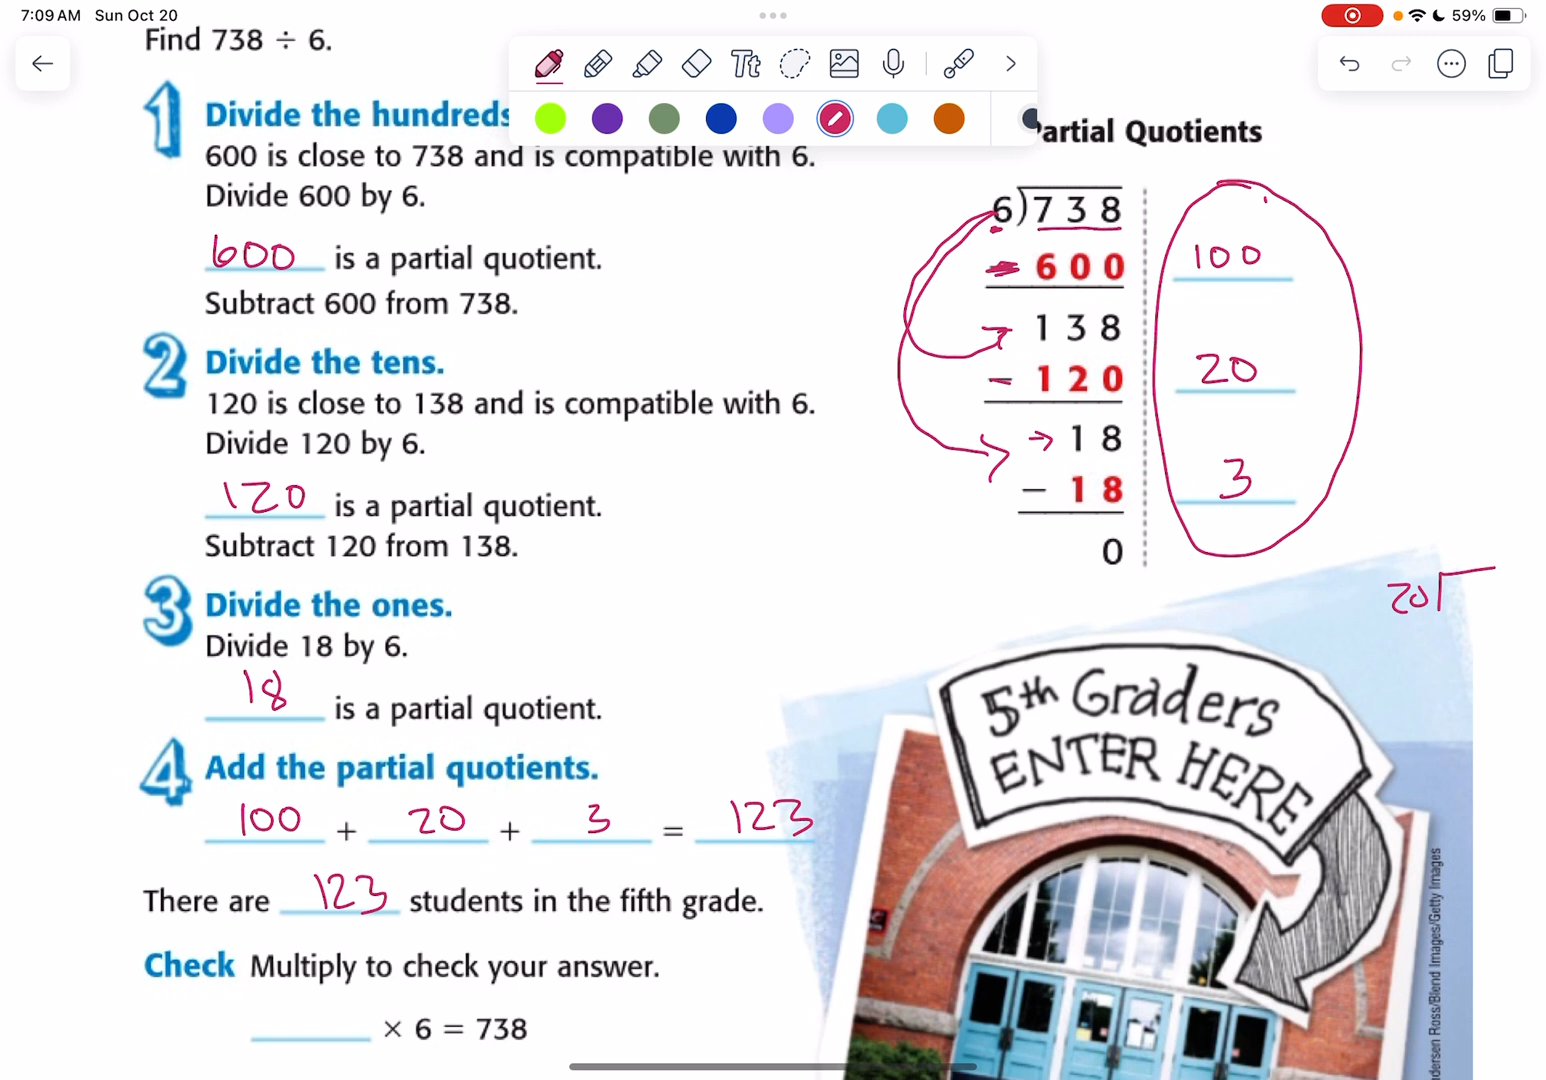 7:09 AM Sun Oct 20
59%
Find 738 ÷ 6.
Tt
1 Divide the hundreds
600 is close to 738 and is compatible with 6.
Divide 600 by 6.
600 is a partial quotient.
Subtract 600 from 738.
2 Divide the tens.
120 is close to 138 and is compatible with 6.
Divide 120 by 6.
120 is a partial quotient.
Subtract 120 from 138.
3 Divide the ones.
Divide 18 by 6.
18 is a partial quotient.
4 Add the partial quotients.
100 + 20 + 3 = 123
There are 123 students in the fifth grade.
Check Multiply to check your answer.
× 6 = 738
artial Quotients
6)738
- 600 100
138
- 120 20
→ 18
- 18 3
0
20
5th Graders
ENTER HERE
dersen Ross/Blend Images/Getty Images